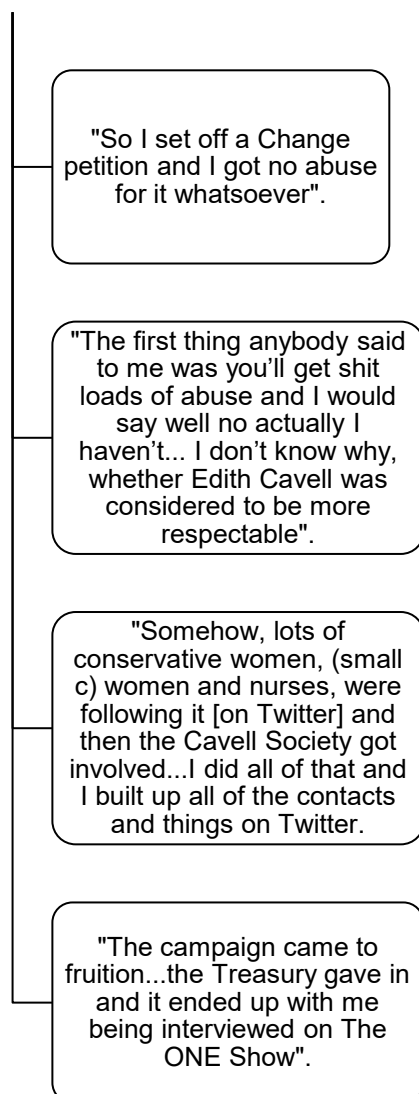 "So I set off a Change
petition and I got no abuse
for it whatsoever".
"The first thing anybody said
to me was you’ll get shit
loads of abuse and I would
say well no actually I
haven’t... I don’t know why,
whether Edith Cavell was
considered to be more
respectable".
"Somehow, lots of
conservative women, (small
c) women and nurses, were
following it [on Twitter] and
then the Cavell Society got
involved...I did all of that and
I built up all of the contacts
and things on Twitter.
"The campaign came to
fruition...the Treasury gave in
and it ended up with me
being interviewed on The
ONE Show".